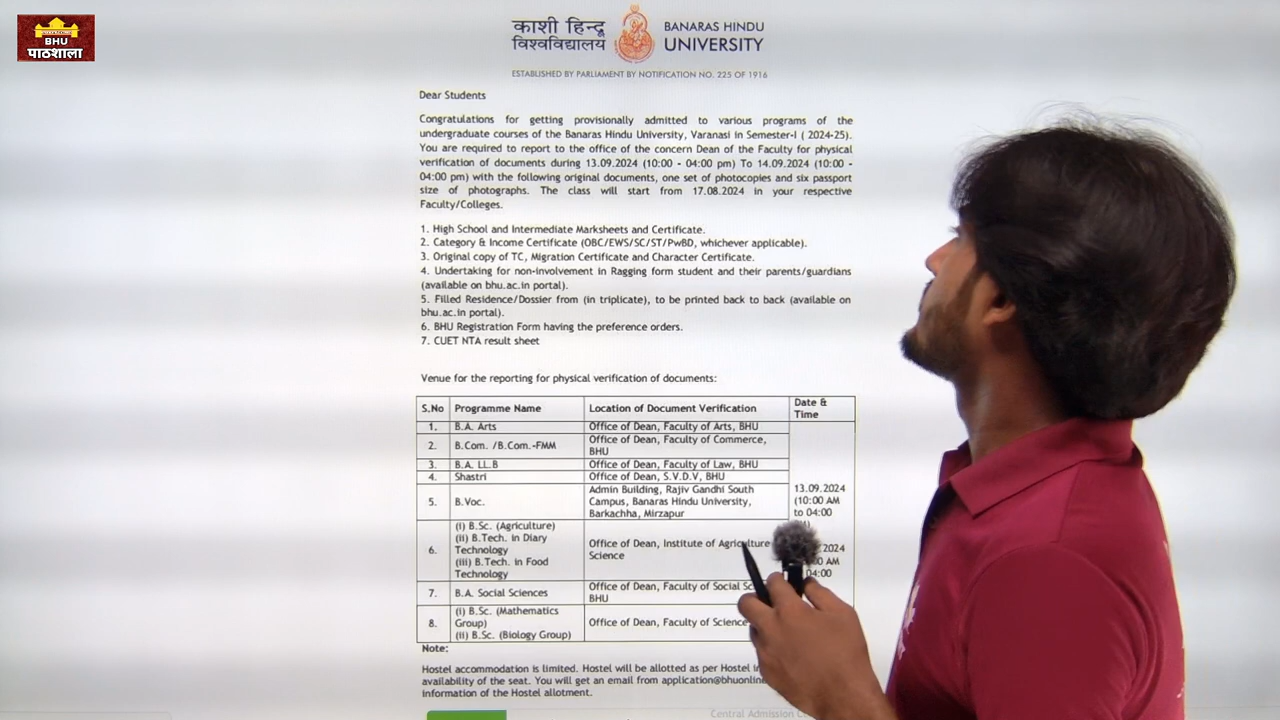 BHU
पाठशाला
काशी हिन्दू
विश्वविद्यालय
BANARAS HINDU
UNIVERSITY
ESTABLISHED BY PARLIAMENT BY NOTIFICATION NO. 225 OF 1916
Dear Students
Congratulations for getting provisionally admitted to various programs of the
undergraduate courses of the Banaras Hindu University, Varanasi in Semester-I ( 2024-25).
You are required to report to the office of the concern Dean of the Faculty for physical
verification of documents during 13.09.2024 (10:00 - 04:00 pm) To 14.09.2024 (10:00 -
04:00 pm) with the following original documents, one set of photocopies and six passport
size of photographs. The class will start from 17.08.2024 in your respective
Faculty/Colleges.
1. High School and Intermediate Marksheets and Certificate.
2. Category & Income Certificate (OBC/EWS/SC/ST/PwBD, whichever applicable).
3. Original copy of TC, Migration Certificate and Character Certificate.
4. Undertaking for non-involvement in Ragging form student and their parents/guardians
(available on bhu.ac.in portal).
5. Filled Residence/Dossier from (in triplicate), to be printed back to back (available on
bhu.ac.in portal).
6. BHU Registration Form having the preference orders.
7. CUET NTA result sheet
Venue for the reporting for physical verification of documents:
S.No Programme Name Location of Document Verification Date &
Time
1. B.A. Arts Office of Dean, Faculty of Arts, BHU
2. B.Com. /B.Com.-FMM Office of Dean, Faculty of Commerce,
BHU
3. B.A. LL.B Office of Dean, Faculty of Law, BHU
4. Shastri Office of Dean, S.V.D.V, BHU
5. B.Voc. Admin Building, Rajiv Gandhi South
Campus, Banaras Hindu University,
Barkachha, Mirzapur
13.09.2024
(10:00 AM
to 04:00
6. (i) B.Sc. (Agriculture)
(ii) B.Tech. in Diary
Technology
(iii) B.Tech. in Food
Technology
Office of Dean, Institute of Agriculture
Science
2024
AM
04:00
7. B.A. Social Sciences Office of Dean, Faculty of Social
BHU
8. (i) B.Sc. (Mathematics
Group)
(ii) B.Sc. (Biology Group)
Office of Dean, Faculty of Science
Note:
Hostel accommodation is limited. Hostel will be allotted as per Hostel
availability of the seat. You will get an email from application@bhuonline
information of the Hostel allotment.
Central Admission